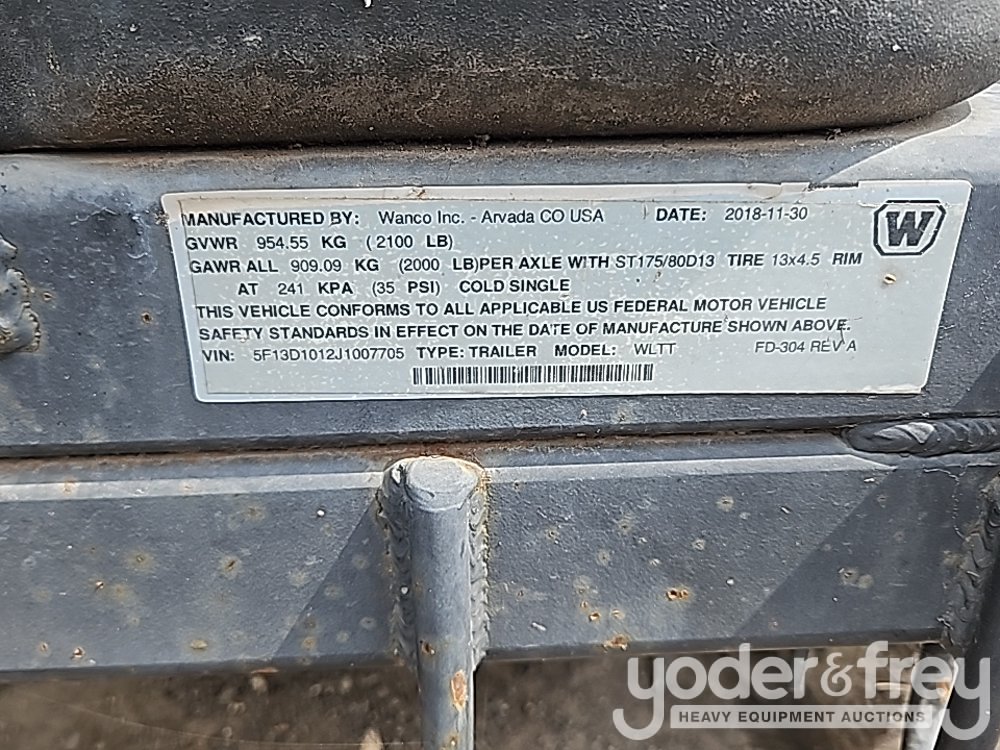 MANUFACTURED BY: Wanco Inc. - Arvada CO USA DATE: 2018-11-30
W
GVWR 954.55 KG ( 2100 LB)
GAWR ALL 909.09 KG (2000 LB)PER AXLE WITH ST175/80D13 TIRE 13x4.5 RIM
AT 241 KPA (35 PSI) COLD SINGLE
THIS VEHICLE CONFORMS TO ALL APPLICABLE US FEDERAL MOTOR VEHICLE
SAFETY STANDARDS IN EFFECT ON THE DATE OF MANUFACTURE SHOWN ABOVE.
VIN: 5F13D1012J1007705 TYPE: TRAILER MODEL: WLTT FD-304 REV A
yoder&frey
HEAVY EQUIPMENT AUCTIONS